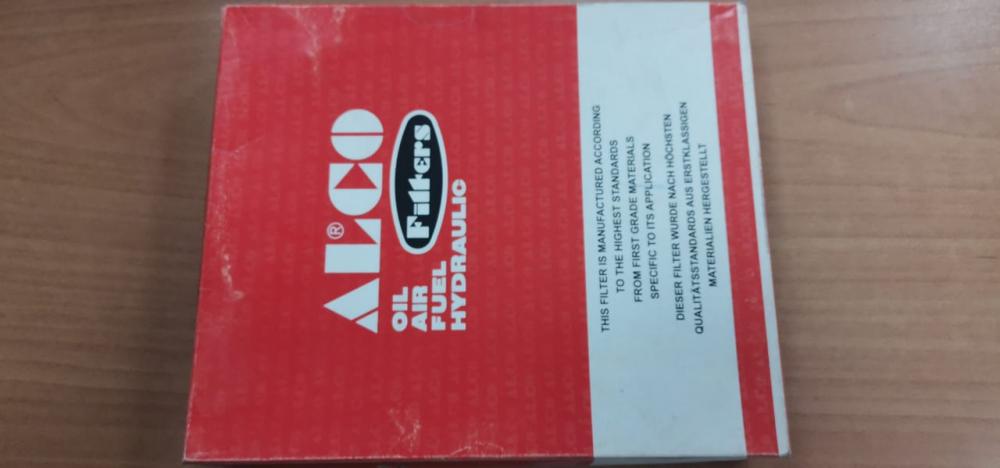 ALCO®
Filters
OIL
AIR
FUEL
HYDRAULIC
THIS FILTER IS MANUFACTURED ACCORDING
TO THE HIGHEST STANDARDS
FROM FIRST GRADE MATERIALS
SPECIFIC TO ITS APPLICATION
DIESER FILTER WURDE NACH HÖCHSTEN
QUALITÄTSSTANDARDS AUS ERSTKLASSIGEN
MATERIALIEN HERGESTELLT